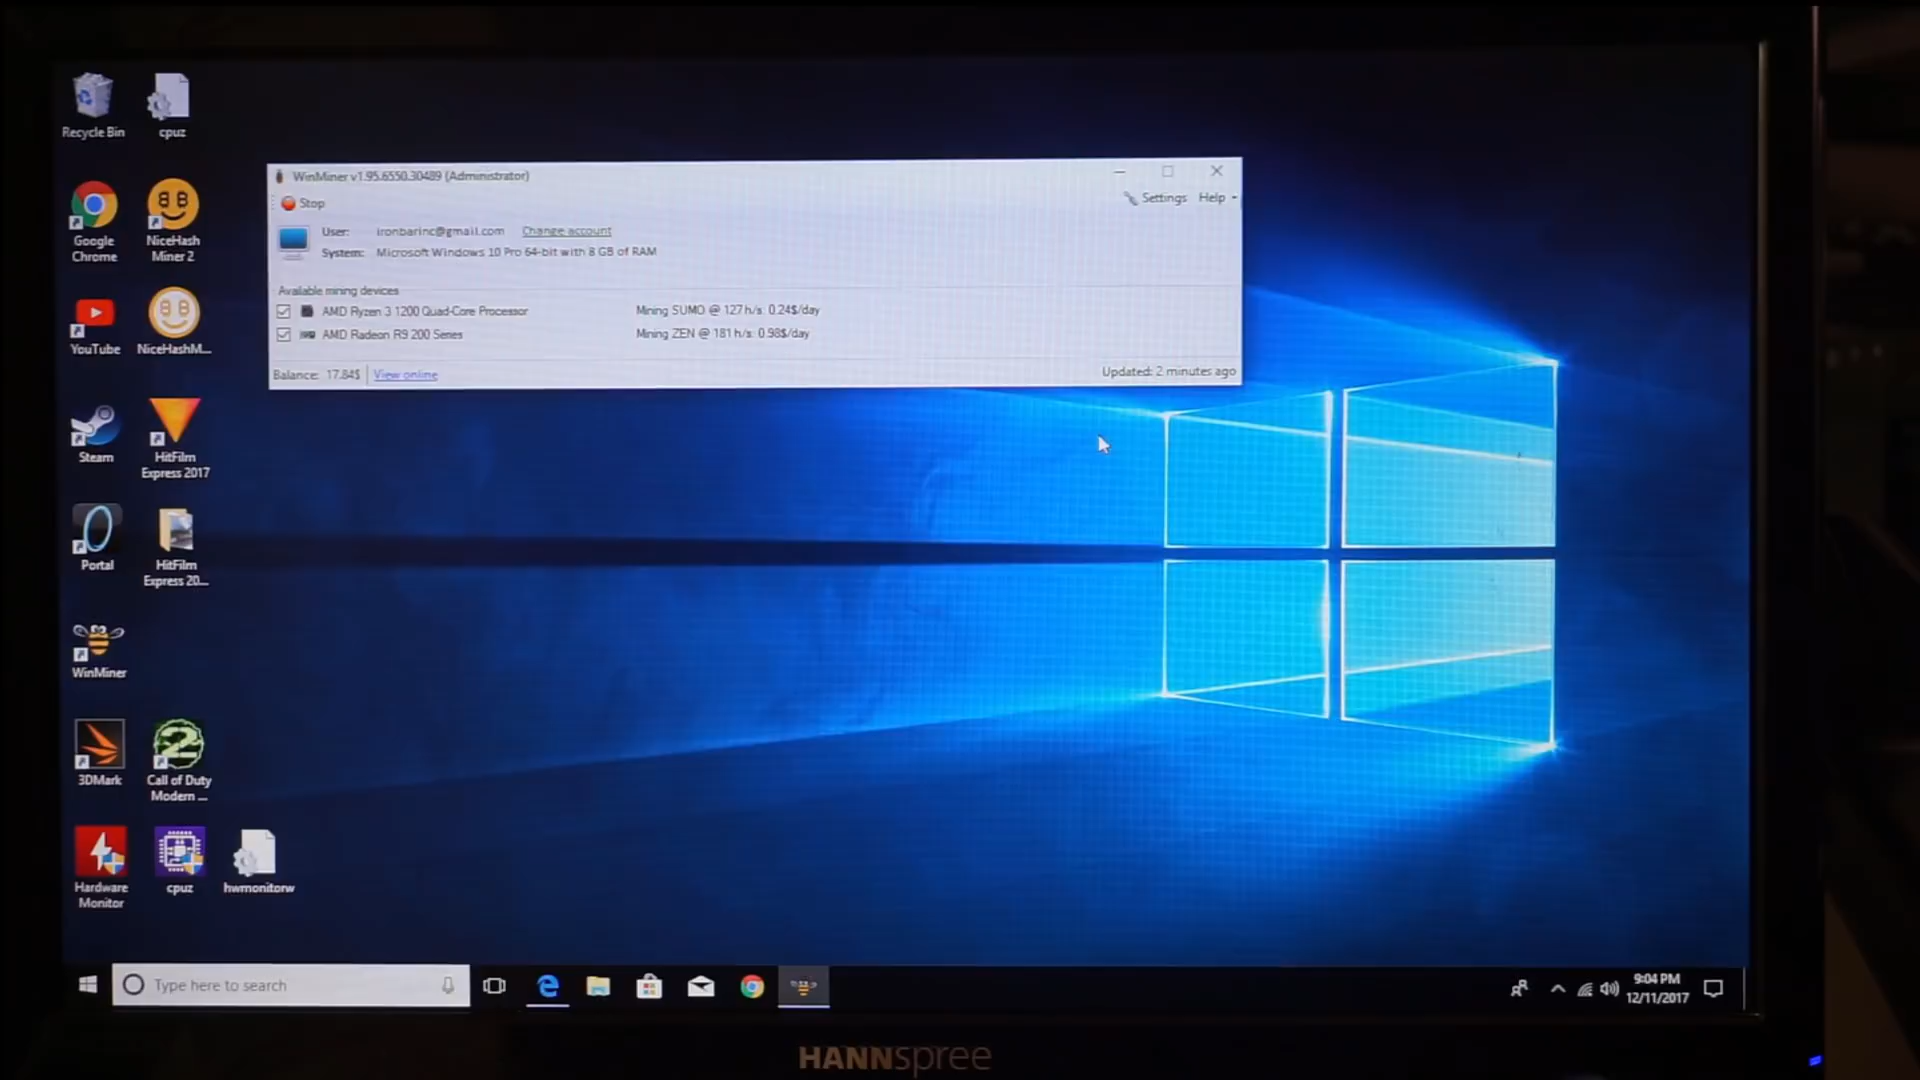 Recycle Bin
cpuz
Google Chrome
NiceHash Miner 2
YouTube
NiceHashM...
Steam
HitFilm Express 2017
Portal
HitFilm Express 20...
WinMiner
3DMark
Call of Duty Modern ...
Hardware Monitor
cpuz
hwmonitorw
WinMiner v1.95.6550.30489 (Administrator)
Stop
Settings Help
User: ironbarinc@gmail.com Change account
System: Microsoft Windows 10 Pro 64-bit with 8 GB of RAM
Available mining devices
AMD Ryzen 3 1200 Quad-Core Processor Mining SUMO @ 127 h/s: 0.24$/day
AMD Radeon R9 200 Series Mining ZEN @ 181 h/s: 0.98$/day
Balance: 17.84$ View online Updated: 2 minutes ago
Type here to search
9:04 PM
12/11/2017
HANNspree